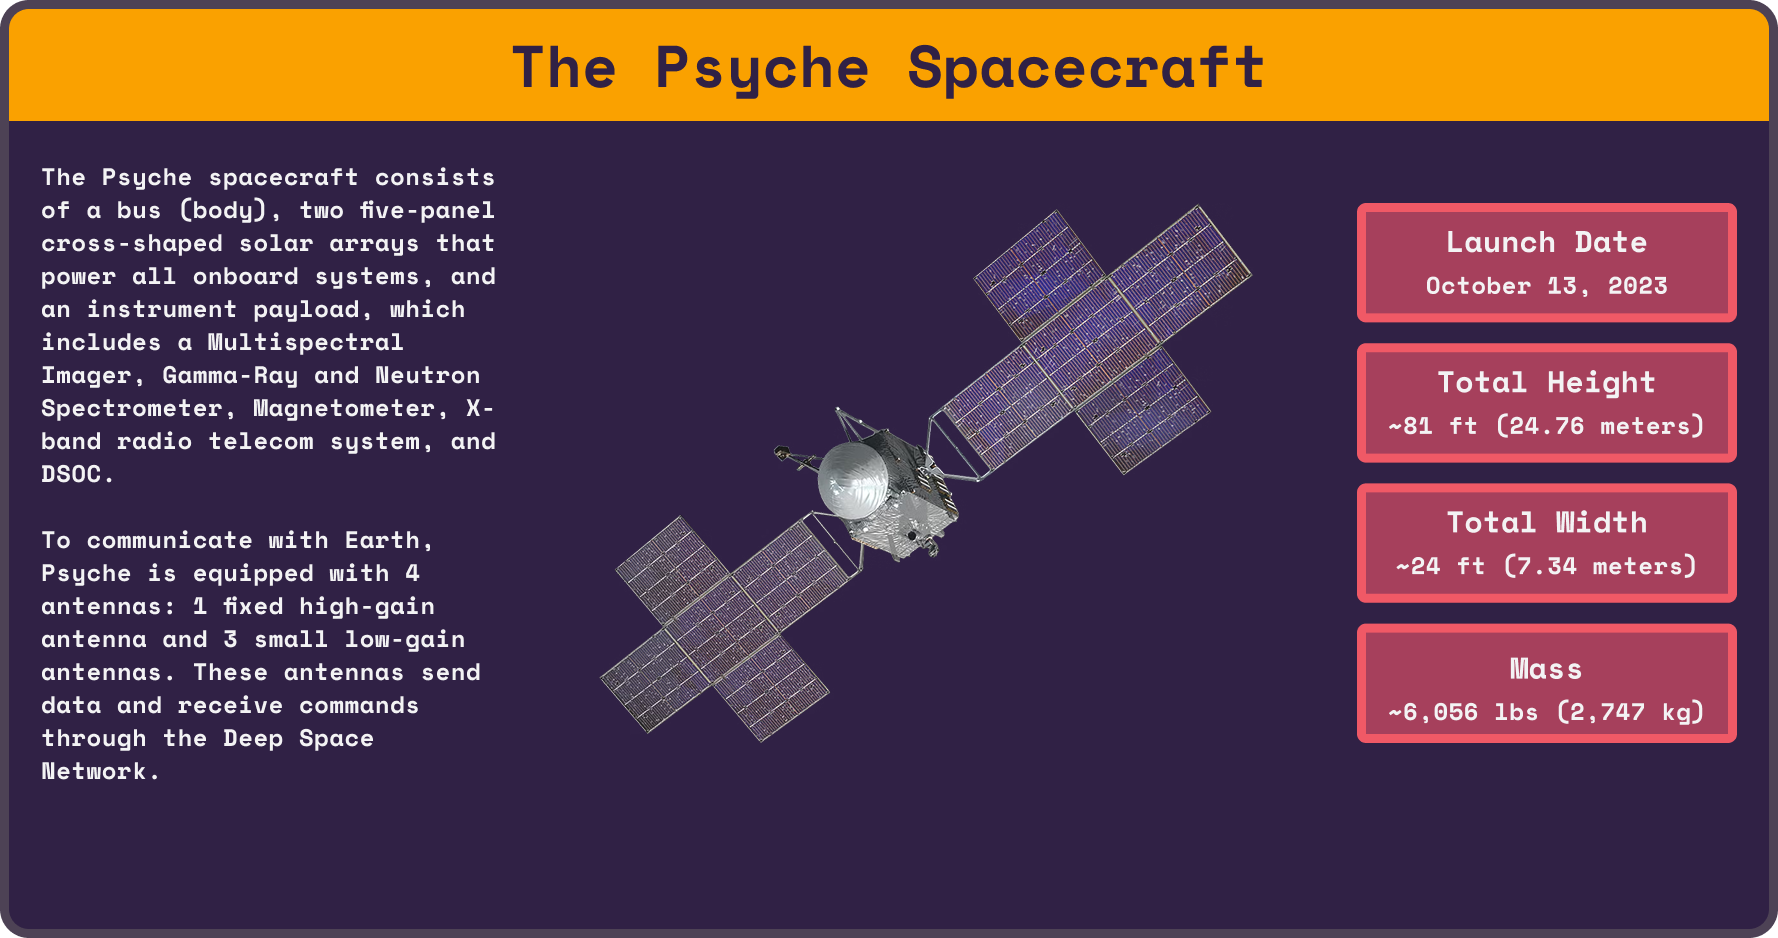 The Psyche Spacecraft
The Psyche spacecraft consists
of a bus (body), two five-panel
cross-shaped solar arrays that
power all onboard systems, and
an instrument payload, which
includes a Multispectral
Imager, Gamma-Ray and Neutron
Spectrometer, Magnetometer, X-
band radio telecom system, and
DSOC.
To communicate with Earth,
Psyche is equipped with 4
antennas: 1 fixed high-gain
antenna and 3 small low-gain
antennas. These antennas send
data and receive commands
through the Deep Space
Network.
Launch Date
October 13, 2023
Total Height
~81 ft (24.76 meters)
Total Width
~24 ft (7.34 meters)
Mass
~6,056 lbs (2,747 kg)